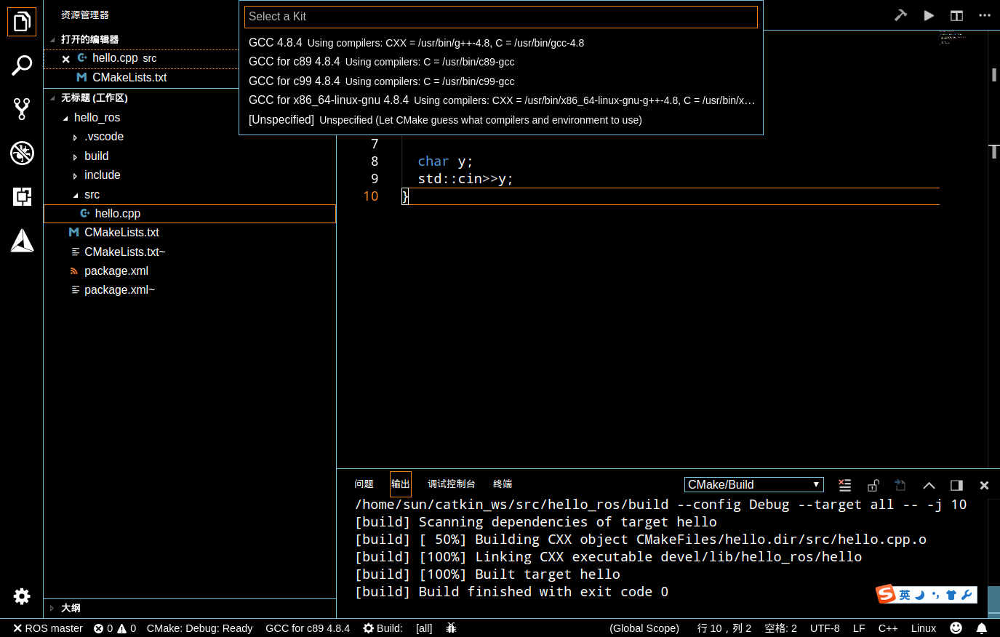 资源管理器
打开的编辑器
hello.cpp src
CMakeLists.txt
无标题 (工作区)
hello_ros
.vscode
build
include
src
hello.cpp
CMakeLists.txt
CMakeLists.txt~
package.xml
package.xml~
大纲
Select a Kit
GCC 4.8.4 Using compilers: CXX = /usr/bin/g++-4.8, C = /usr/bin/gcc-4.8
GCC for c89 4.8.4 Using compilers: C = /usr/bin/c89-gcc
GCC for c99 4.8.4 Using compilers: C = /usr/bin/c99-gcc
GCC for x86_64-linux-gnu 4.8.4 Using compilers: CXX = /usr/bin/x86_64-linux-gnu-g++-4.8, C = /usr/bin/x…
[Unspecified] Unspecified (Let CMake guess what compilers and environment to use)
7
8 char y;
9 std::cin>>y;
10 }
问题 输出 调试控制台 终端 CMake/Build
/home/sun/catkin_ws/src/hello_ros/build --config Debug --target all -- -j 10
[build] Scanning dependencies of target hello
[build] [ 50%] Building CXX object CMakeFiles/hello.dir/src/hello.cpp.o
[build] [100%] Linking CXX executable devel/lib/hello_ros/hello
[build] [100%] Built target hello
[build] Build finished with exit code 0
S 英
ROS master 0 0 CMake: Debug: Ready GCC for c89 4.8.4 Build: [all] (Global Scope) 行 10，列 2 空格: 2 UTF-8 LF C++ Linux